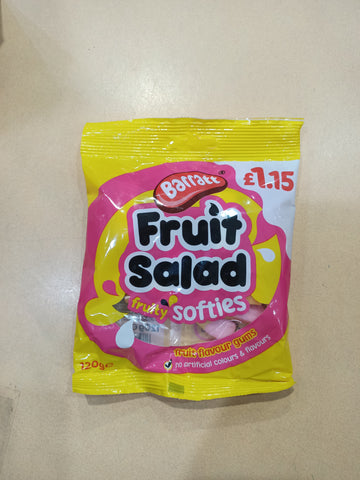 Barratt
£1.15
Fruit
Salad
fruity softies
fruit flavour gums
no artificial colours & flavours
120g e